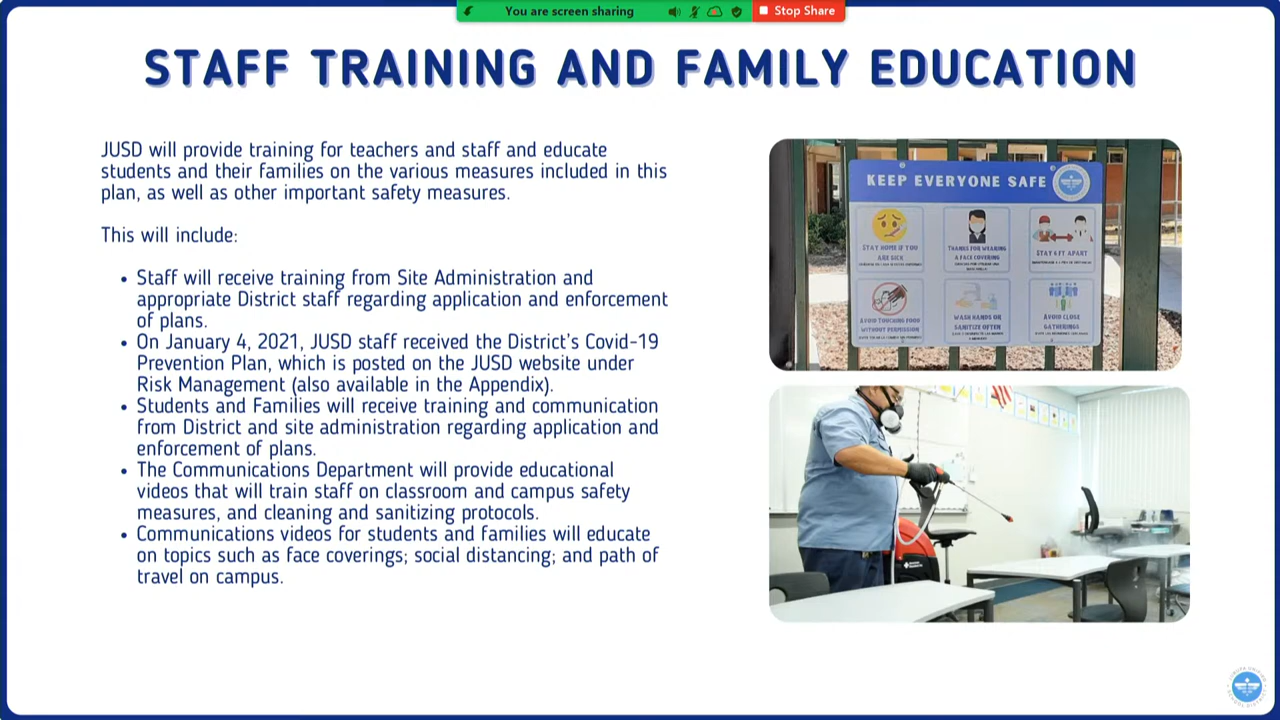 You are screen sharing
Stop Share
STAFF TRAINING AND FAMILY EDUCATION
JUSD will provide training for teachers and staff and educate
students and their families on the various measures included in this
plan, as well as other important safety measures.
This will include:
• Staff will receive training from Site Administration and
appropriate District staff regarding application and enforcement
of plans.
• On January 4, 2021, JUSD staff received the District's Covid-19
Prevention Plan, which is posted on the JUSD website under
Risk Management (also available in the Appendix).
• Students and Families will receive training and communication
from District and site administration regarding application and
enforcement of plans.
• The Communications Department will provide educational
videos that will train staff on classroom and campus safety
measures, and cleaning and sanitizing protocols.
• Communications videos for students and families will educate
on topics such as face coverings; social distancing; and path of
travel on campus.
KEEP EVERYONE SAFE
STAY HOME IF YOU
ARE SICK
THANKS FOR WEARING
A FACE COVERING
STAY 6 FT. APART
AVOID TOUCHING FOOD
WITHOUT PERMISSION
WASH HANDS OR
SANITIZE OFTEN
AVOID CLOSE
GATHERINGS